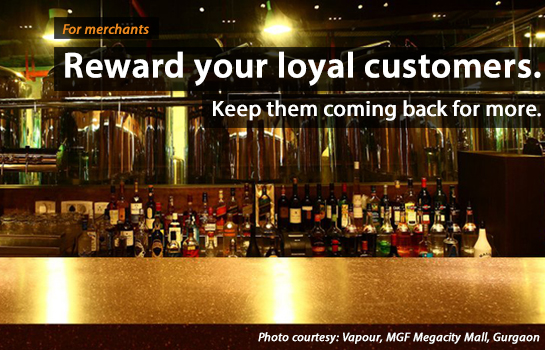 For merchants
Reward your loyal customers.
Keep them coming back for more.
Photo courtesy: Vapour, MGF Megacity Mall, Gurgaon